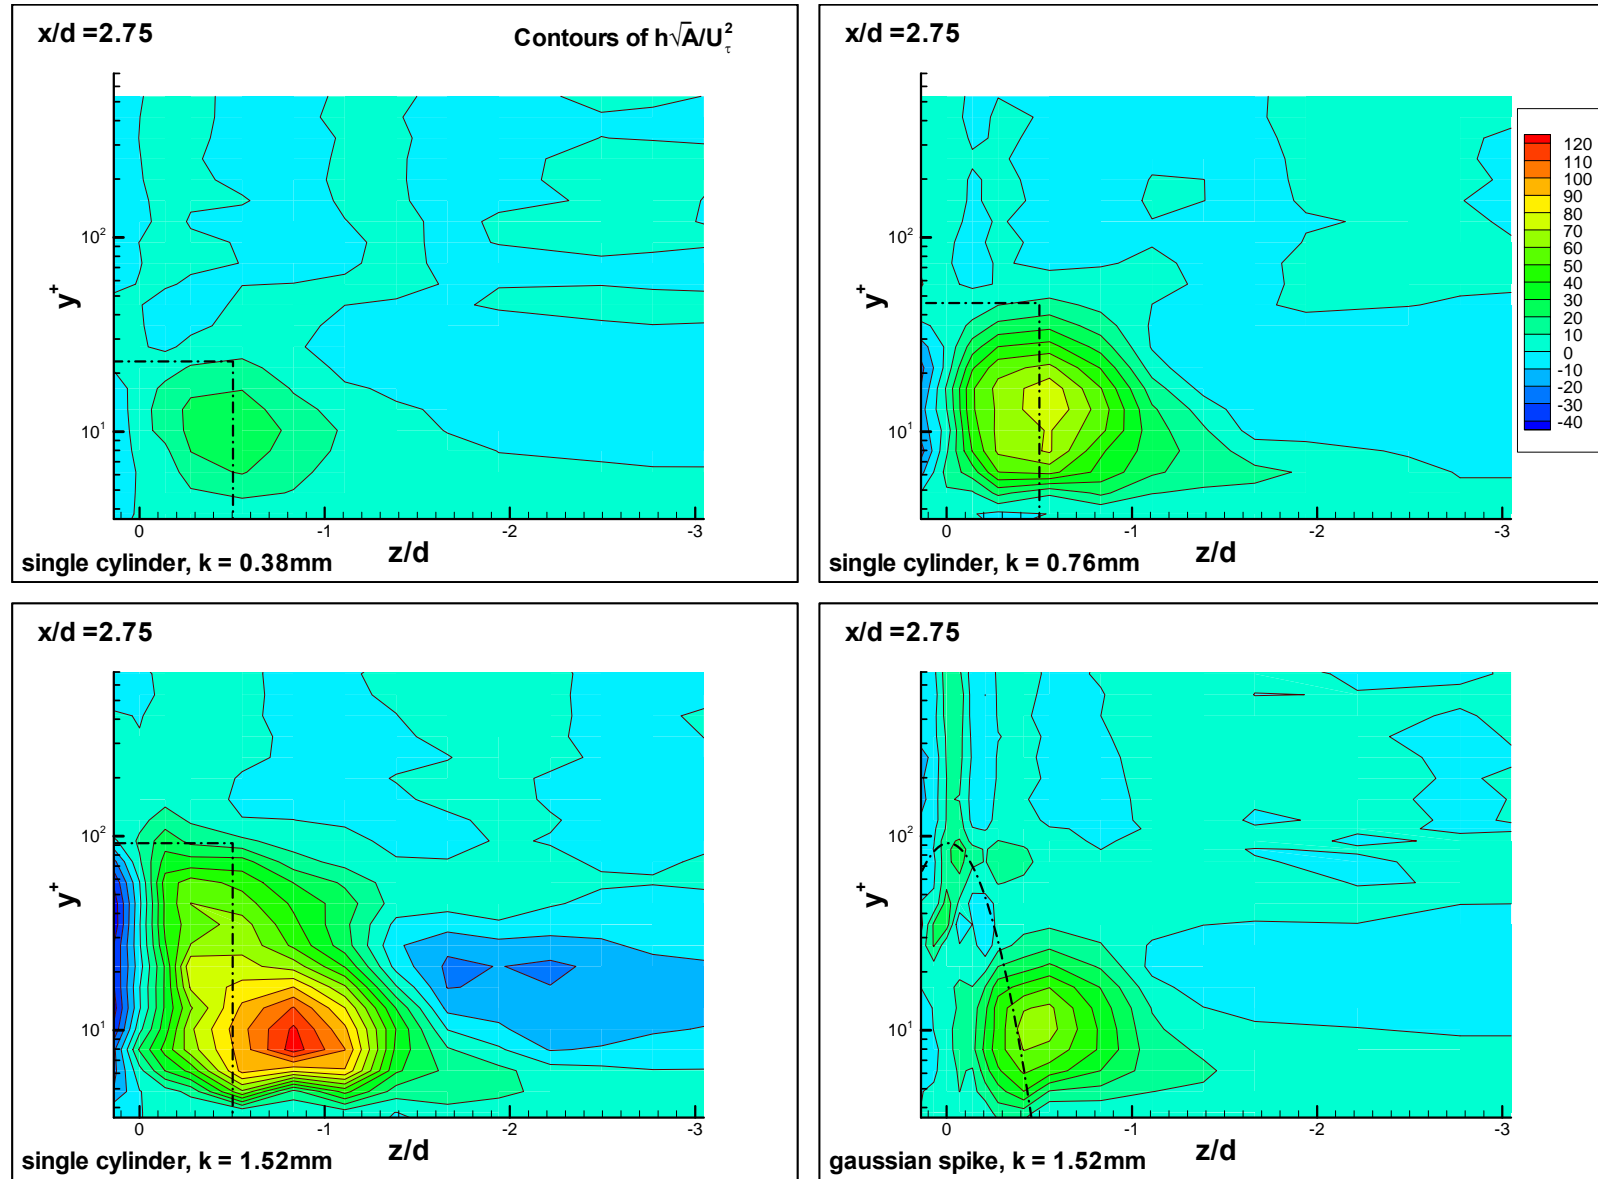 x/d =2.75
Contours of h√A/U²τ
y⁺
10²
10¹
0 -1 -2 -3
z/d
single cylinder, k = 0.38mm
x/d =2.75
y⁺
10²
10¹
0 -1 -2 -3
z/d
single cylinder, k = 0.76mm
120
110
100
90
80
70
60
50
40
30
20
10
0
-10
-20
-30
-40
x/d =2.75
y⁺
10²
10¹
0 -1 -2 -3
z/d
single cylinder, k = 1.52mm
x/d =2.75
y⁺
10²
10¹
0 -1 -2 -3
z/d
gaussian spike, k = 1.52mm